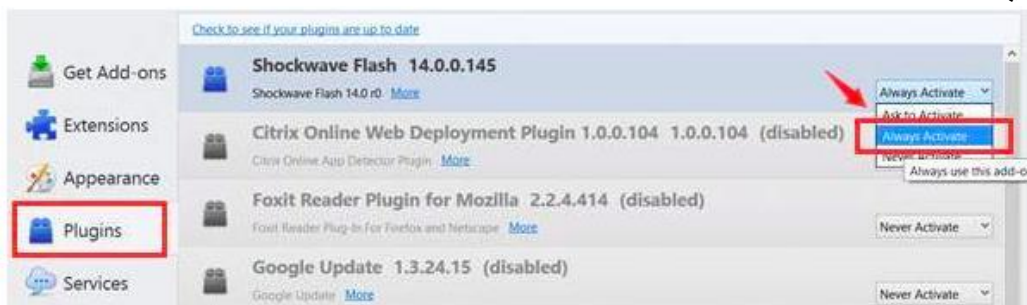 Check to see if your plugins are up to date
Get Add-ons
Extensions
Appearance
Plugins
Services
Shockwave Flash 14.0.0.145
Shockwave Flash 14.0 r0 More
Always Activate
Ask to Activate
Always Activate
Never Activate
Always use this add-o
Citrix Online Web Deployment Plugin 1.0.0.104 1.0.0.104 (disabled)
Citrix Online App Detector Plugin More
Foxit Reader Plugin for Mozilla 2.2.4.414 (disabled)
Foxit Reader Plug-In For Firefox and Netscape More
Never Activate
Google Update 1.3.24.15 (disabled)
Google Update More
Never Activate